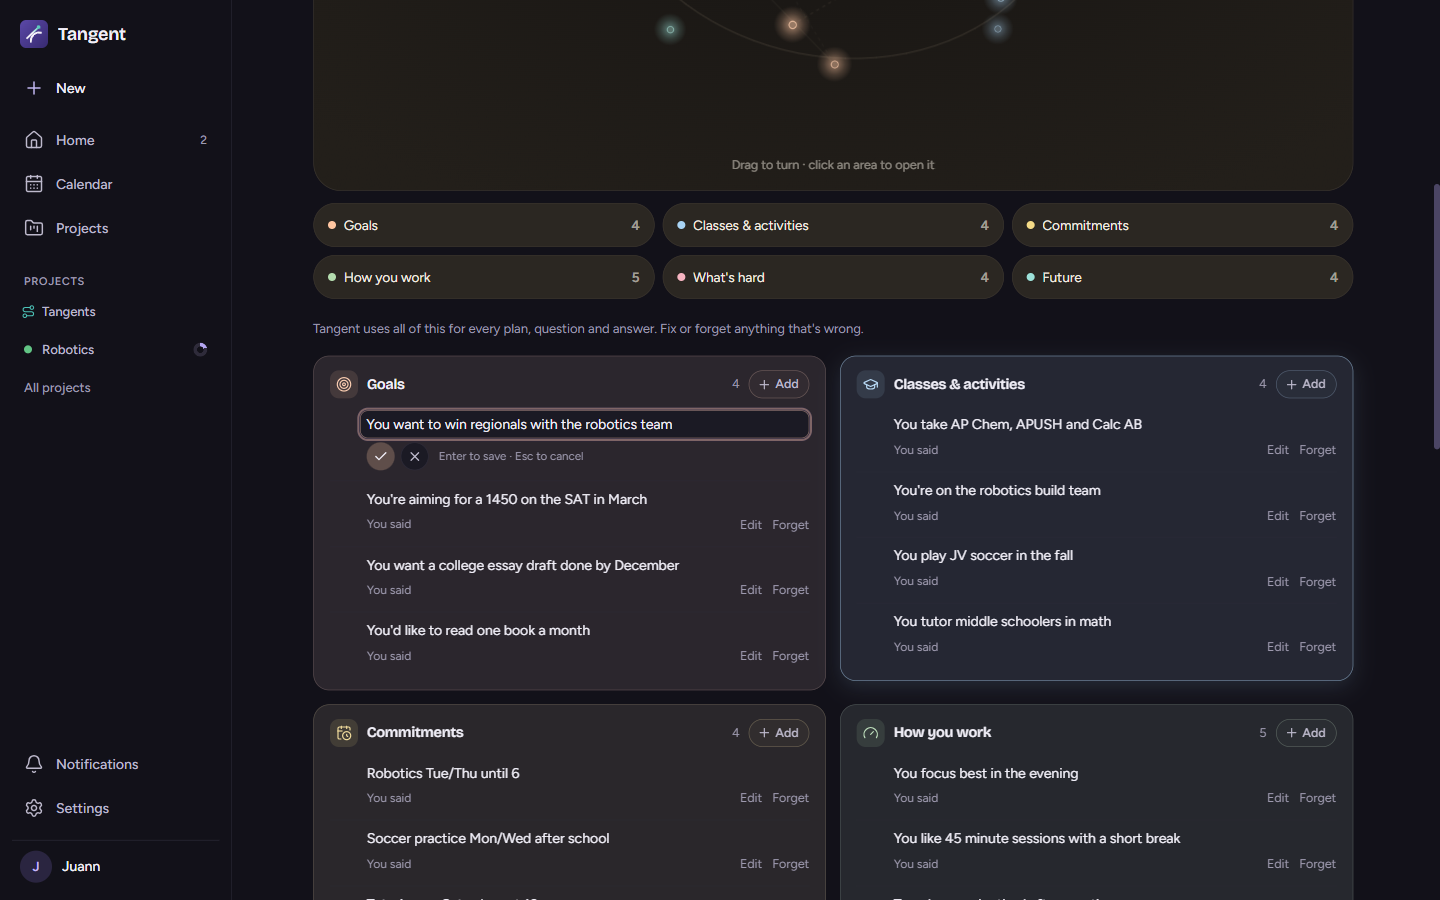 Tangent
New
Home 2
Calendar
Projects
PROJECTS
Tangents
Robotics
All projects
Notifications
Settings
J Juann
Drag to turn · click an area to open it
Goals 4
Classes & activities 4
Commitments 4
How you work 5
What's hard 4
Future 4
Tangent uses all of this for every plan, question and answer. Fix or forget anything that's wrong.
Goals 4 + Add
You want to win regionals with the robotics team
Enter to save · Esc to cancel
You're aiming for a 1450 on the SAT in March
You said Edit Forget
You want a college essay draft done by December
You said Edit Forget
You'd like to read one book a month
You said Edit Forget
Classes & activities 4 + Add
You take AP Chem, APUSH and Calc AB
You said Edit Forget
You're on the robotics build team
You said Edit Forget
You play JV soccer in the fall
You said Edit Forget
You tutor middle schoolers in math
You said Edit Forget
Commitments 4 + Add
Robotics Tue/Thu until 6
You said Edit Forget
Soccer practice Mon/Wed after school
You said Edit Forget
How you work 5 + Add
You focus best in the evening
You said Edit Forget
You like 45 minute sessions with a short break
You said Edit Forget